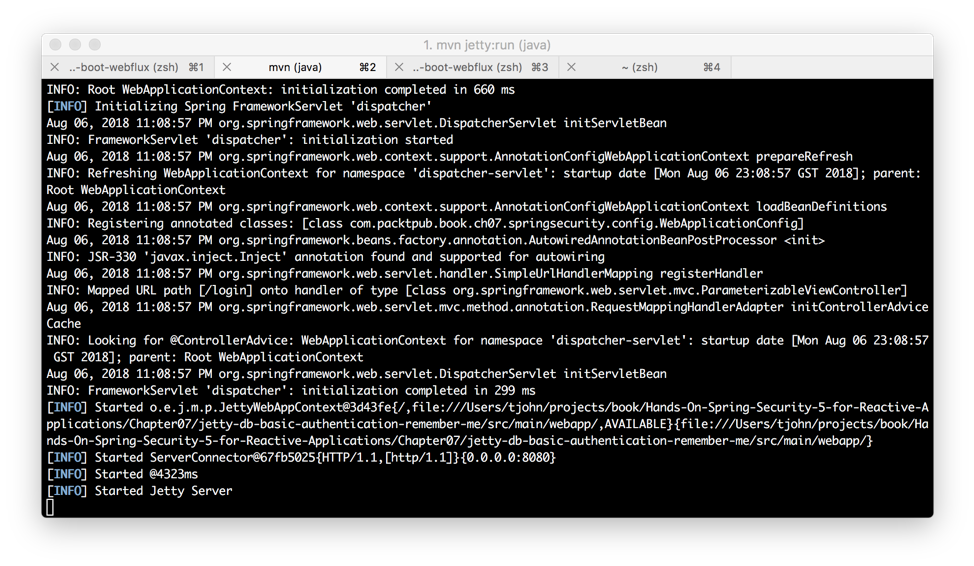 1. mvn jetty:run (java)
..-boot-webflux (zsh) ⌘1 mvn (java) ⌘2 ..-boot-webflux (zsh) ⌘3 ~ (zsh) ⌘4
INFO: Root WebApplicationContext: initialization completed in 660 ms
[INFO] Initializing Spring FrameworkServlet 'dispatcher'
Aug 06, 2018 11:08:57 PM org.springframework.web.servlet.DispatcherServlet initServletBean
INFO: FrameworkServlet 'dispatcher': initialization started
Aug 06, 2018 11:08:57 PM org.springframework.web.context.support.AnnotationConfigWebApplicationContext prepareRefresh
INFO: Refreshing WebApplicationContext for namespace 'dispatcher-servlet': startup date [Mon Aug 06 23:08:57 GST 2018]; parent:
Root WebApplicationContext
Aug 06, 2018 11:08:57 PM org.springframework.web.context.support.AnnotationConfigWebApplicationContext loadBeanDefinitions
INFO: Registering annotated classes: [class com.packtpub.book.ch07.springsecurity.config.WebApplicationConfig]
Aug 06, 2018 11:08:57 PM org.springframework.beans.factory.annotation.AutowiredAnnotationBeanPostProcessor <init>
INFO: JSR-330 'javax.inject.Inject' annotation found and supported for autowiring
Aug 06, 2018 11:08:57 PM org.springframework.web.servlet.handler.SimpleUrlHandlerMapping registerHandler
INFO: Mapped URL path [/login] onto handler of type [class org.springframework.web.servlet.mvc.ParameterizableViewController]
Aug 06, 2018 11:08:57 PM org.springframework.web.servlet.mvc.method.annotation.RequestMappingHandlerAdapter initControllerAdvice
Cache
INFO: Looking for @ControllerAdvice: WebApplicationContext for namespace 'dispatcher-servlet': startup date [Mon Aug 06 23:08:57
GST 2018]; parent: Root WebApplicationContext
Aug 06, 2018 11:08:57 PM org.springframework.web.servlet.DispatcherServlet initServletBean
INFO: FrameworkServlet 'dispatcher': initialization completed in 299 ms
[INFO] Started o.e.j.m.p.JettyWebAppContext@3d43fe{/,file:///Users/tjohn/projects/book/Hands-On-Spring-Security-5-for-Reactive-A
pplications/Chapter07/jetty-db-basic-authentication-remember-me/src/main/webapp/,AVAILABLE}{file:///Users/tjohn/projects/book/Ha
nds-On-Spring-Security-5-for-Reactive-Applications/Chapter07/jetty-db-basic-authentication-remember-me/src/main/webapp/}
[INFO] Started ServerConnector@67fb5025{HTTP/1.1,[http/1.1]}{0.0.0.0:8080}
[INFO] Started @4323ms
[INFO] Started Jetty Server